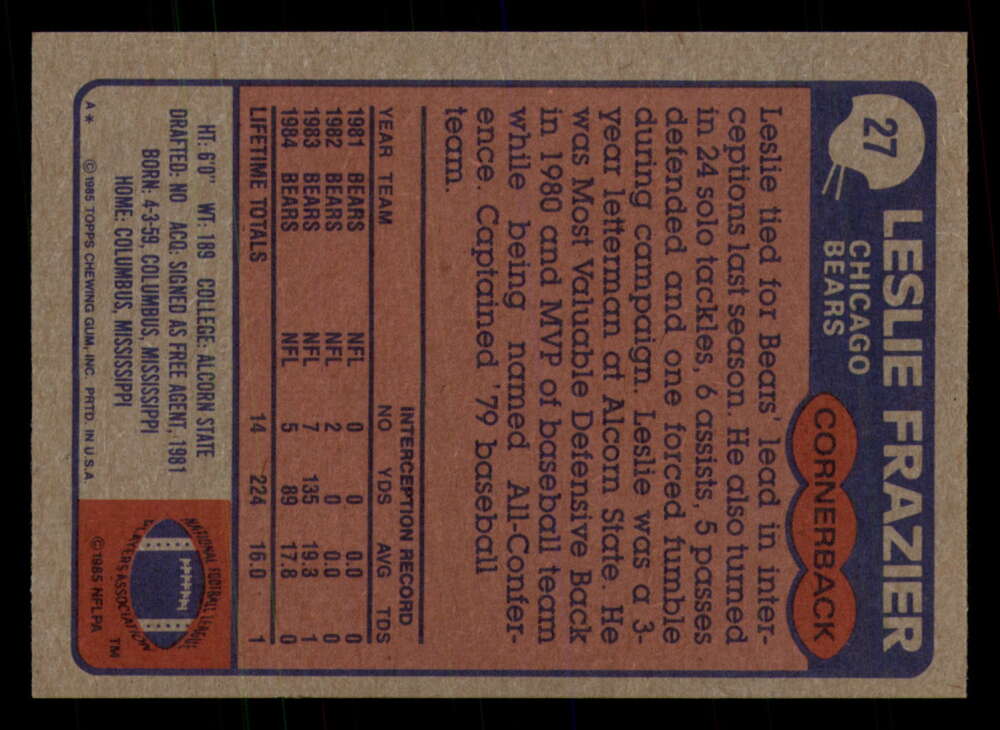 27
LESLIE FRAZIER
CHICAGO
BEARS
CORNERBACK
Leslie tied for Bears' lead in inter-
ceptions last season. He also turned
in 24 solo tackles, 6 assists, 5 passes
defended and one forced fumble
during campaign. Leslie was a 3-
year letterman at Alcorn State. He
was Most Valuable Defensive Back
in 1980 and MVP of baseball team
while being named All-Confer-
ence. Captained '79 baseball
team.
INTERCEPTION RECORD
YEAR TEAM NO YDS AVG TDS
1981 BEARS NFL 0 0 0.0 0
1982 BEARS NFL 2 0 0.0 0
1983 BEARS NFL 7 135 19.3 1
1984 BEARS NFL 5 89 17.8 0
LIFETIME TOTALS 14 224 16.0 1
HT: 6'0" WT: 189 COLLEGE: ALCORN STATE
DRAFTED: NO ACQ: SIGNED AS FREE AGENT, 1981
BORN: 4-3-59, COLUMBUS, MISSISSIPPI
HOME: COLUMBUS, MISSISSIPPI
A* © 1985 TOPPS CHEWING GUM, INC. PRTD. IN U.S.A.
NATIONAL FOOTBALL LEAGUE
PLAYERS ASSOCIATION
TM
© 1985 NFLPA